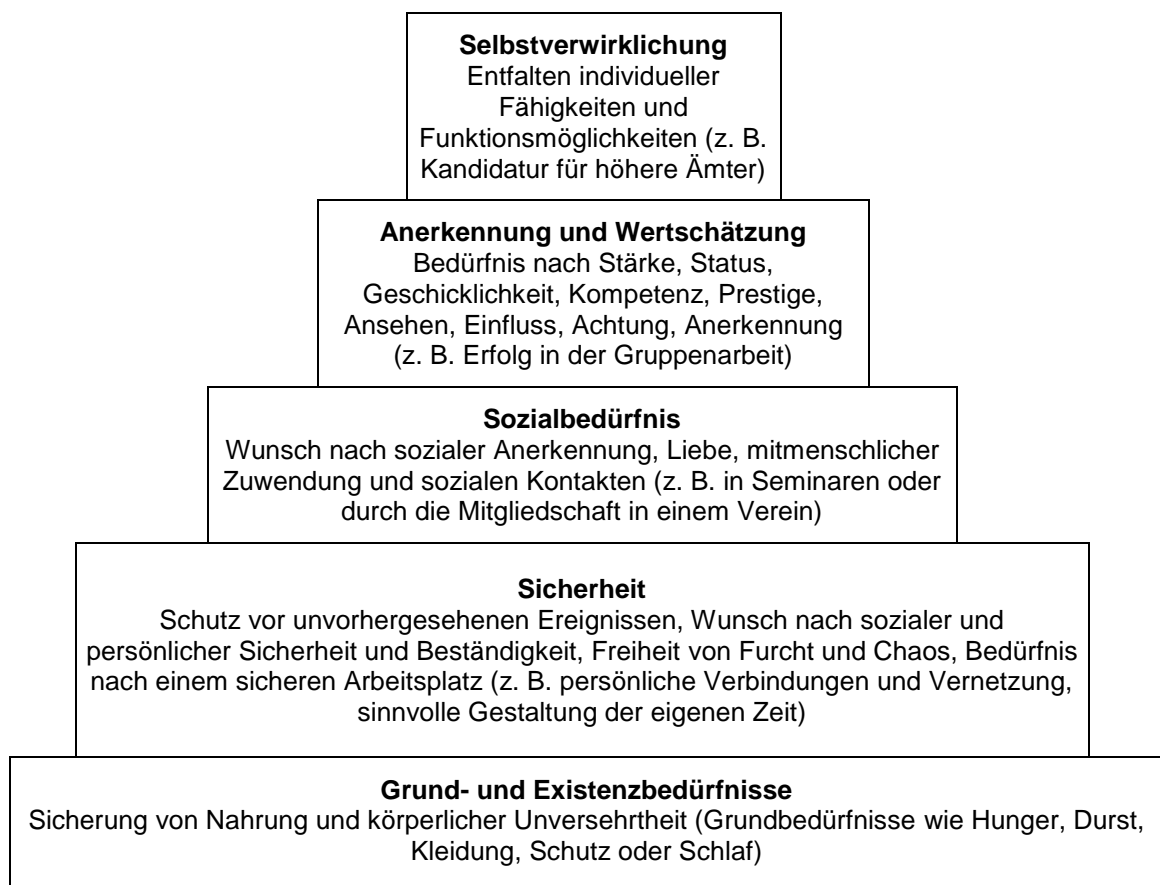 Selbstverwirklichung
Entfalten individueller
Fähigkeiten und
Funktionsmöglichkeiten (z. B.
Kandidatur für höhere Ämter)
Anerkennung und Wertschätzung
Bedürfnis nach Stärke, Status,
Geschicklichkeit, Kompetenz, Prestige,
Ansehen, Einfluss, Achtung, Anerkennung
(z. B. Erfolg in der Gruppenarbeit)
Sozialbedürfnis
Wunsch nach sozialer Anerkennung, Liebe, mitmenschlicher
Zuwendung und sozialen Kontakten (z. B. in Seminaren oder
durch die Mitgliedschaft in einem Verein)
Sicherheit
Schutz vor unvorhergesehenen Ereignissen, Wunsch nach sozialer und
persönlicher Sicherheit und Beständigkeit, Freiheit von Furcht und Chaos, Bedürfnis
nach einem sicheren Arbeitsplatz (z. B. persönliche Verbindungen und Vernetzung,
sinnvolle Gestaltung der eigenen Zeit)
Grund- und Existenzbedürfnisse
Sicherung von Nahrung und körperlicher Unversehrtheit (Grundbedürfnisse wie Hunger, Durst,
Kleidung, Schutz oder Schlaf)